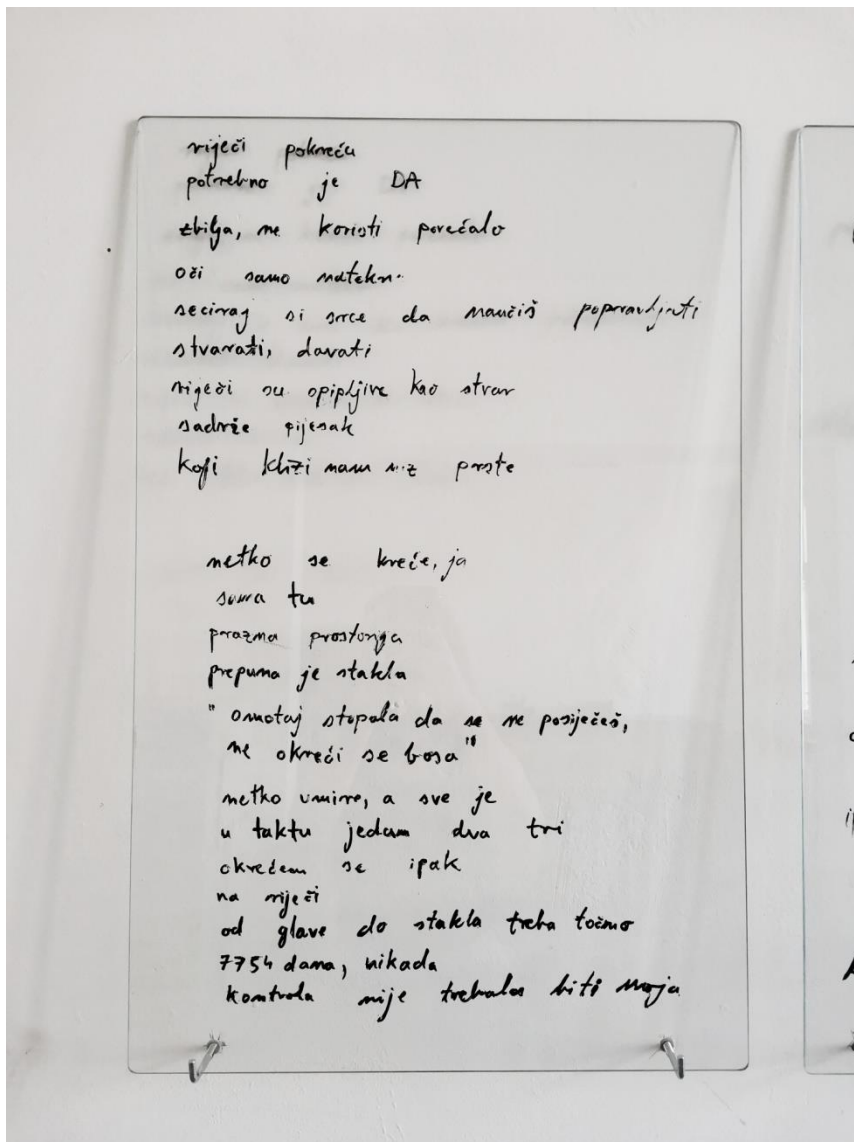 riječi pokreću
potrebno je DA
zbilja, ne koristi povećalo
oči samo nateknu
seciraj si srce da naučiš popravljati
stvarati, davati
riječi su opipljive kao stvar
sadrže pijesak
koji klizi nam niz prste
netko se kreće, ja
sama tu
prazna prostorija
prepuna je stakla
" omotaj stopala da se ne posiječeš,
ne okreći se bosa"
netko umire, a sve je
u taktu jedan dva tri
okrećem se ipak
na riječi
od glave do stakla treba točno
7754 dana, nikada
kontrola nije trebala biti moja